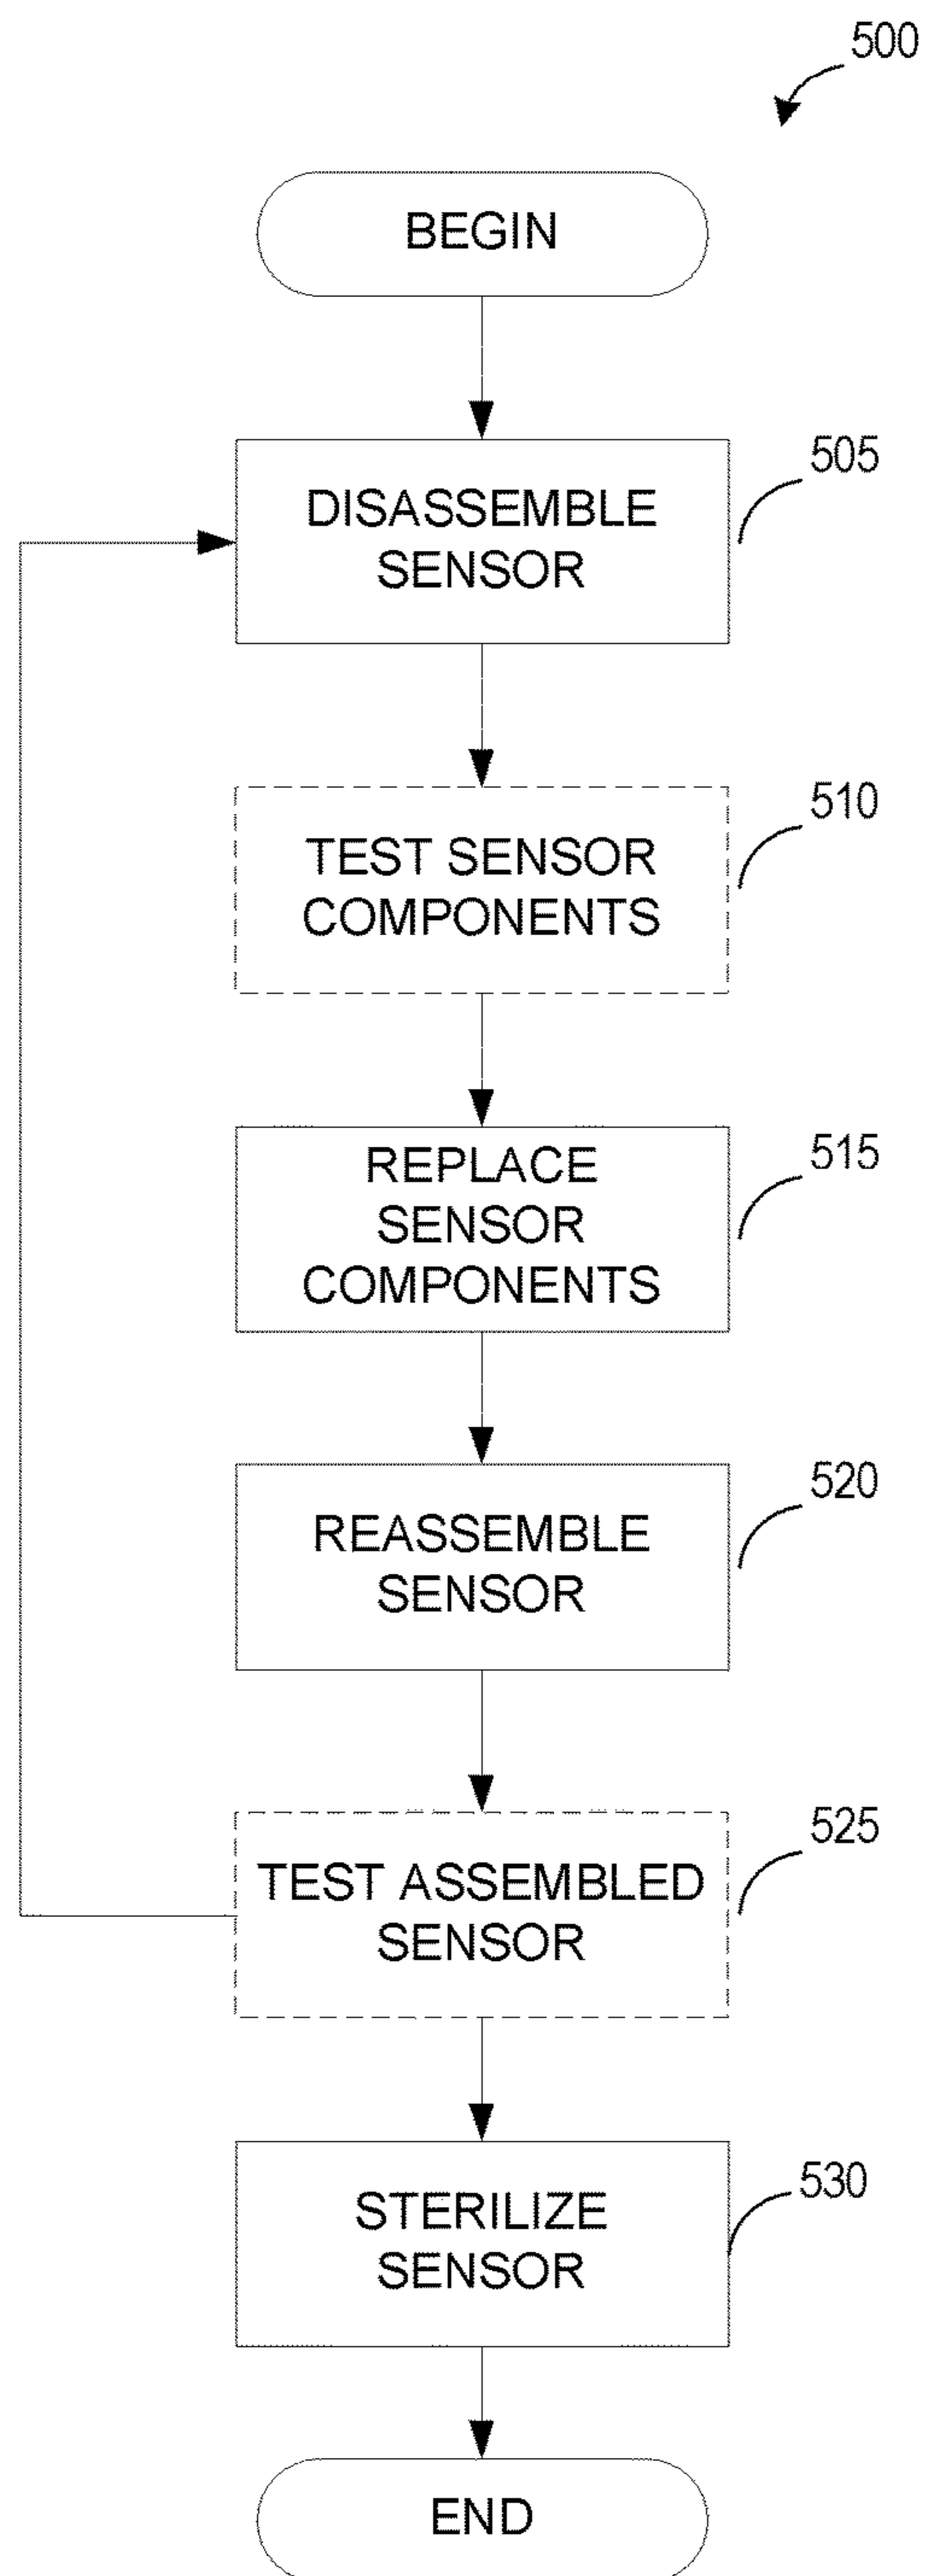 500
BEGIN
DISASSEMBLE
SENSOR
505
TEST SENSOR
COMPONENTS
510
REPLACE
SENSOR
COMPONENTS
515
REASSEMBLE
SENSOR
520
TEST ASSEMBLED
SENSOR
525
STERILIZE
SENSOR
530
END